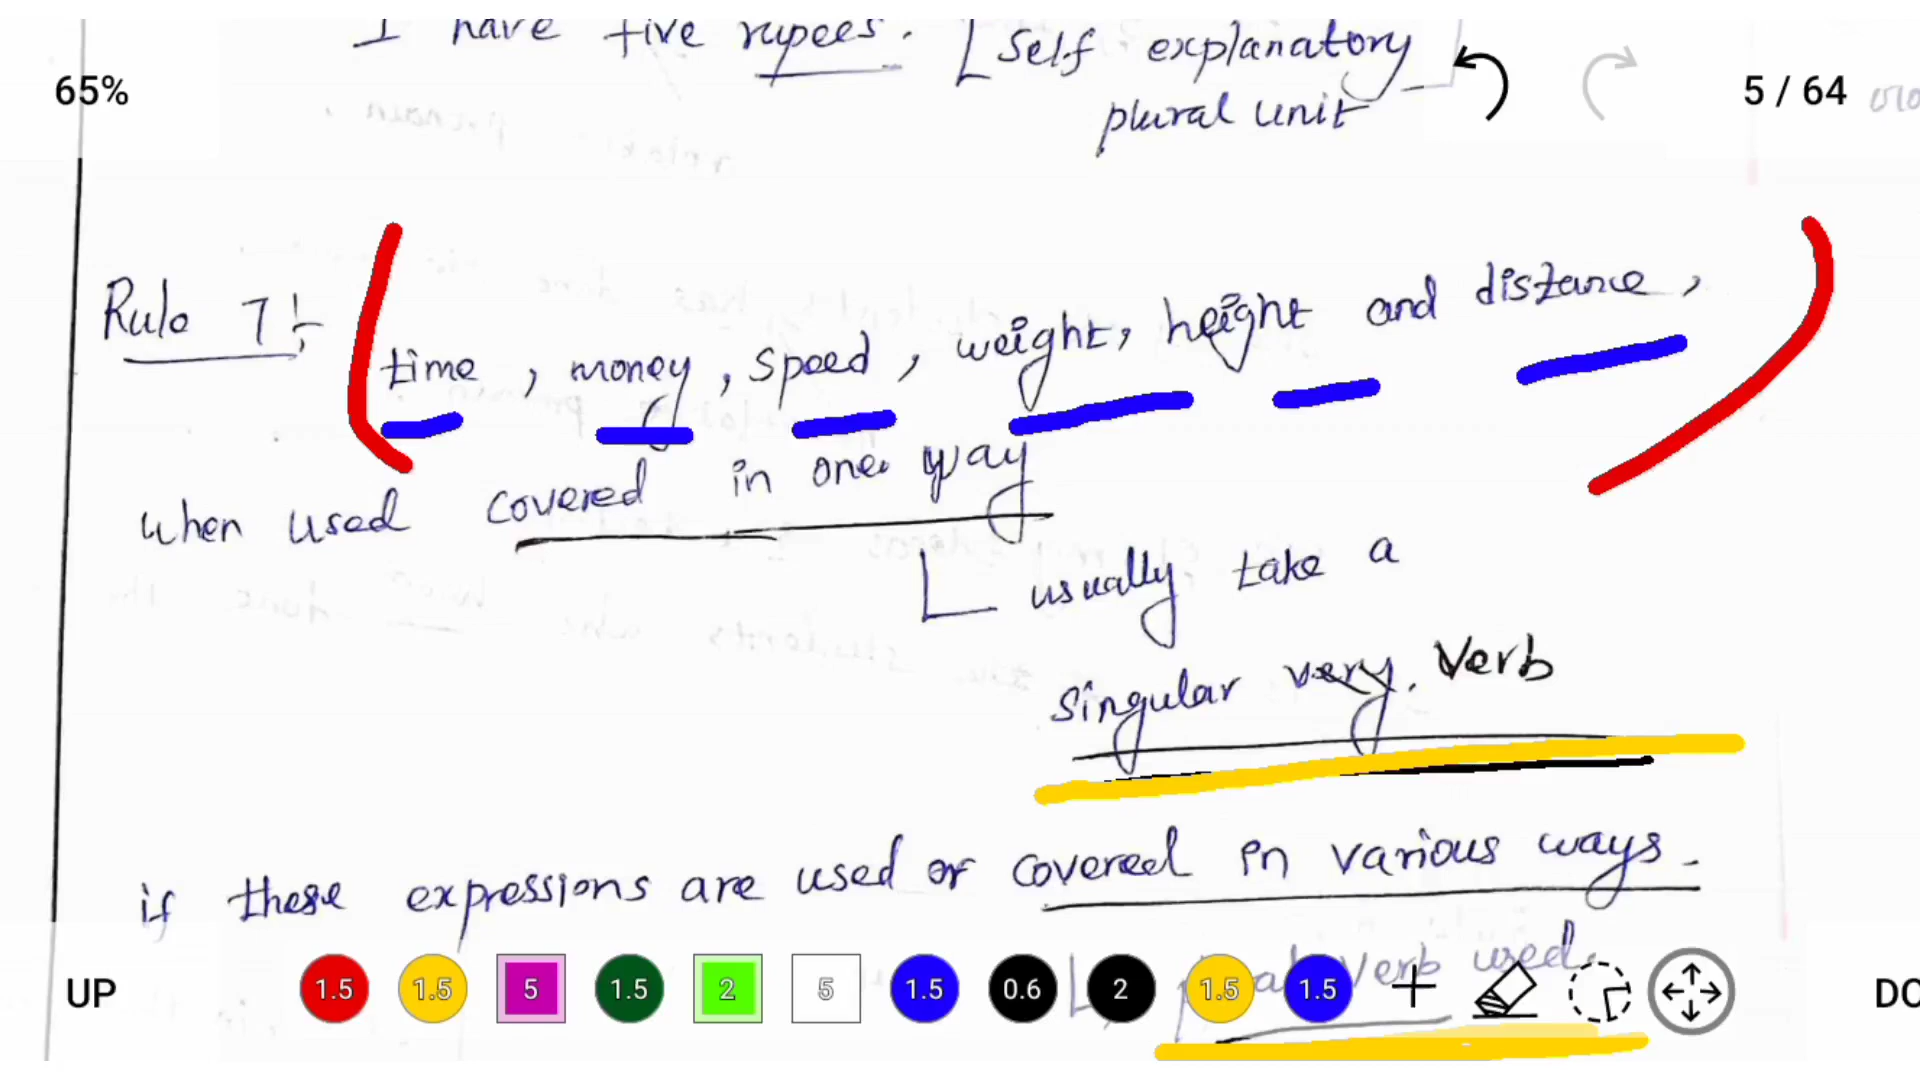 I have five rupees. Self explanatory
65%
5 / 64
plural unit
Rule 7:-
time, money, speed, weight, height and distance,
when used covered in one way
usually take a
singular very. Verb
if these expressions are used or covered in various ways.
verb used.
UP 1.5 1.5 5 1.5 2 5 1.5 0.6 2 1.5 1.5